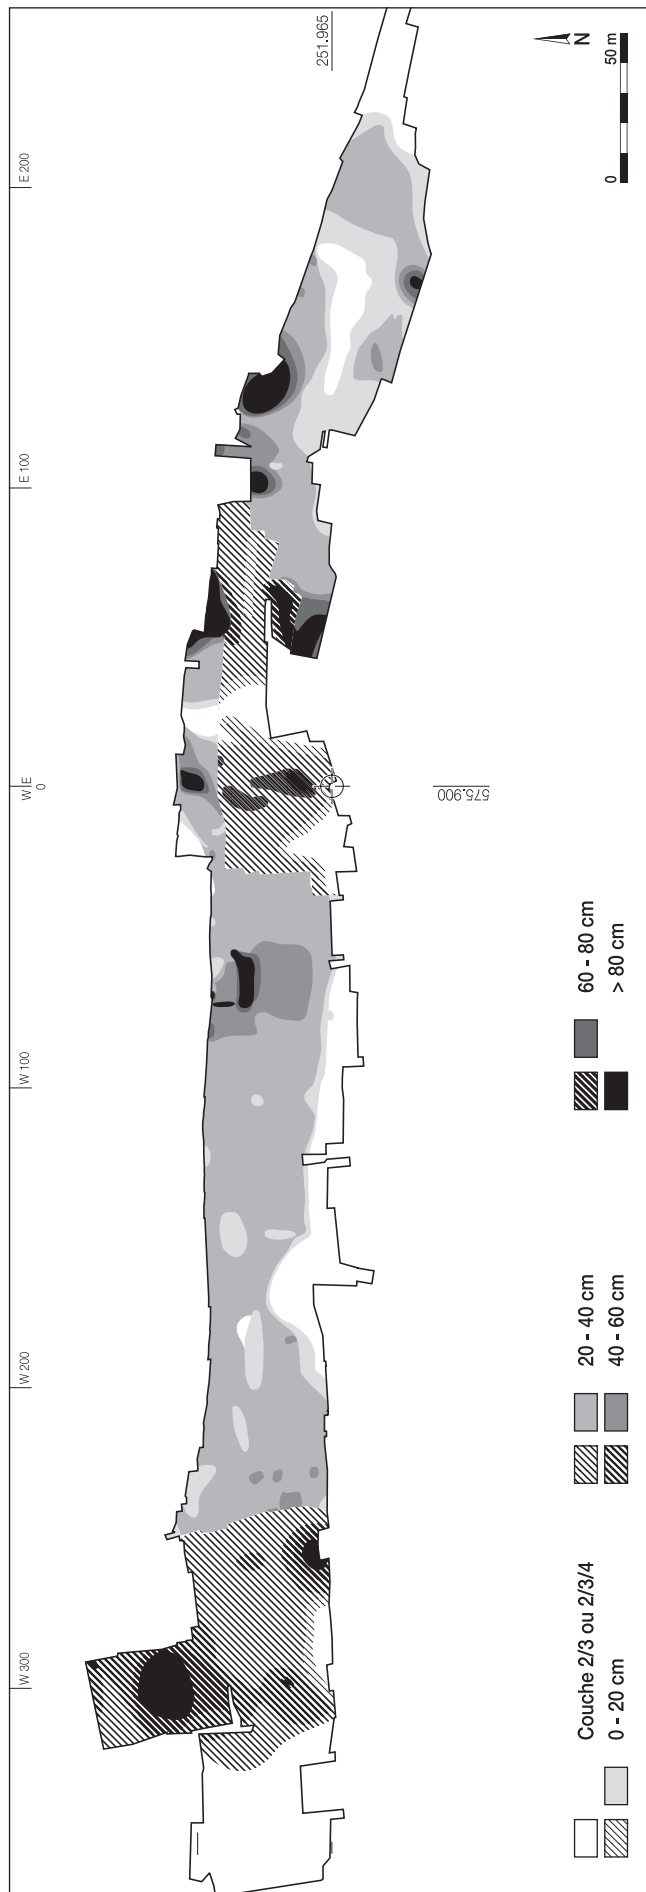 W 300
W 200
W 100
W E
0
E 100
E 200
251.965
575.900
N
0 50 m
Couche 2/3 ou 2/3/4
0 - 20 cm
20 - 40 cm
40 - 60 cm
60 - 80 cm
> 80 cm